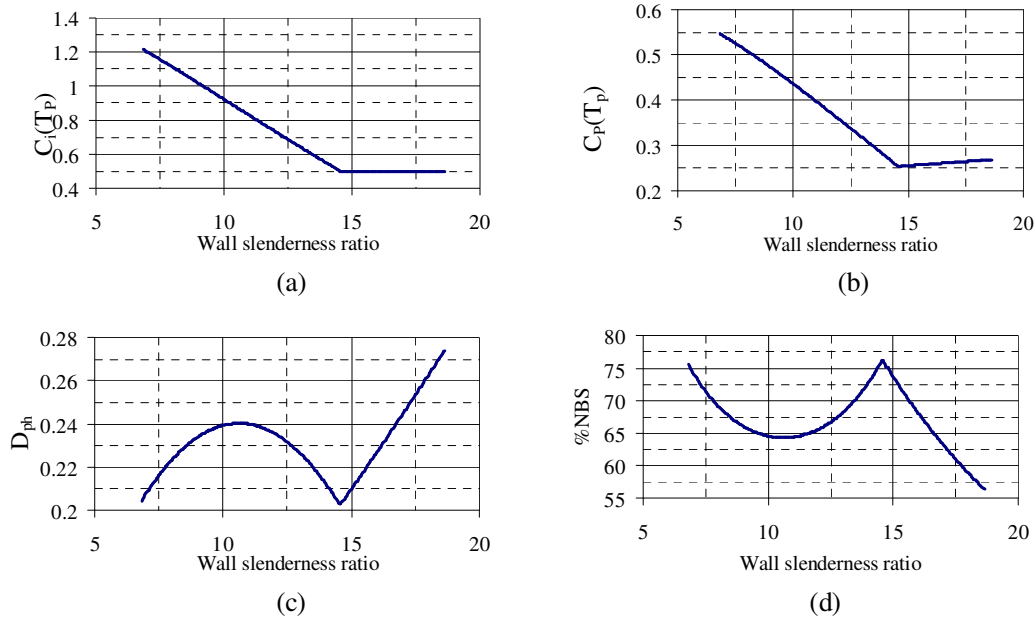 1.4
1.2
1
0.8
0.6
0.4
Cᵢ(T_P)
5 10 15 20
Wall slenderness ratio
(a)
0.6
0.5
0.4
0.3
0.2
C_P(T_p)
5 10 15 20
Wall slenderness ratio
(b)
0.28
0.26
0.24
0.22
0.2
D_ph
5 10 15 20
Wall slenderness ratio
(c)
80
75
70
65
60
55
%NBS
5 10 15 20
Wall slenderness ratio
(d)